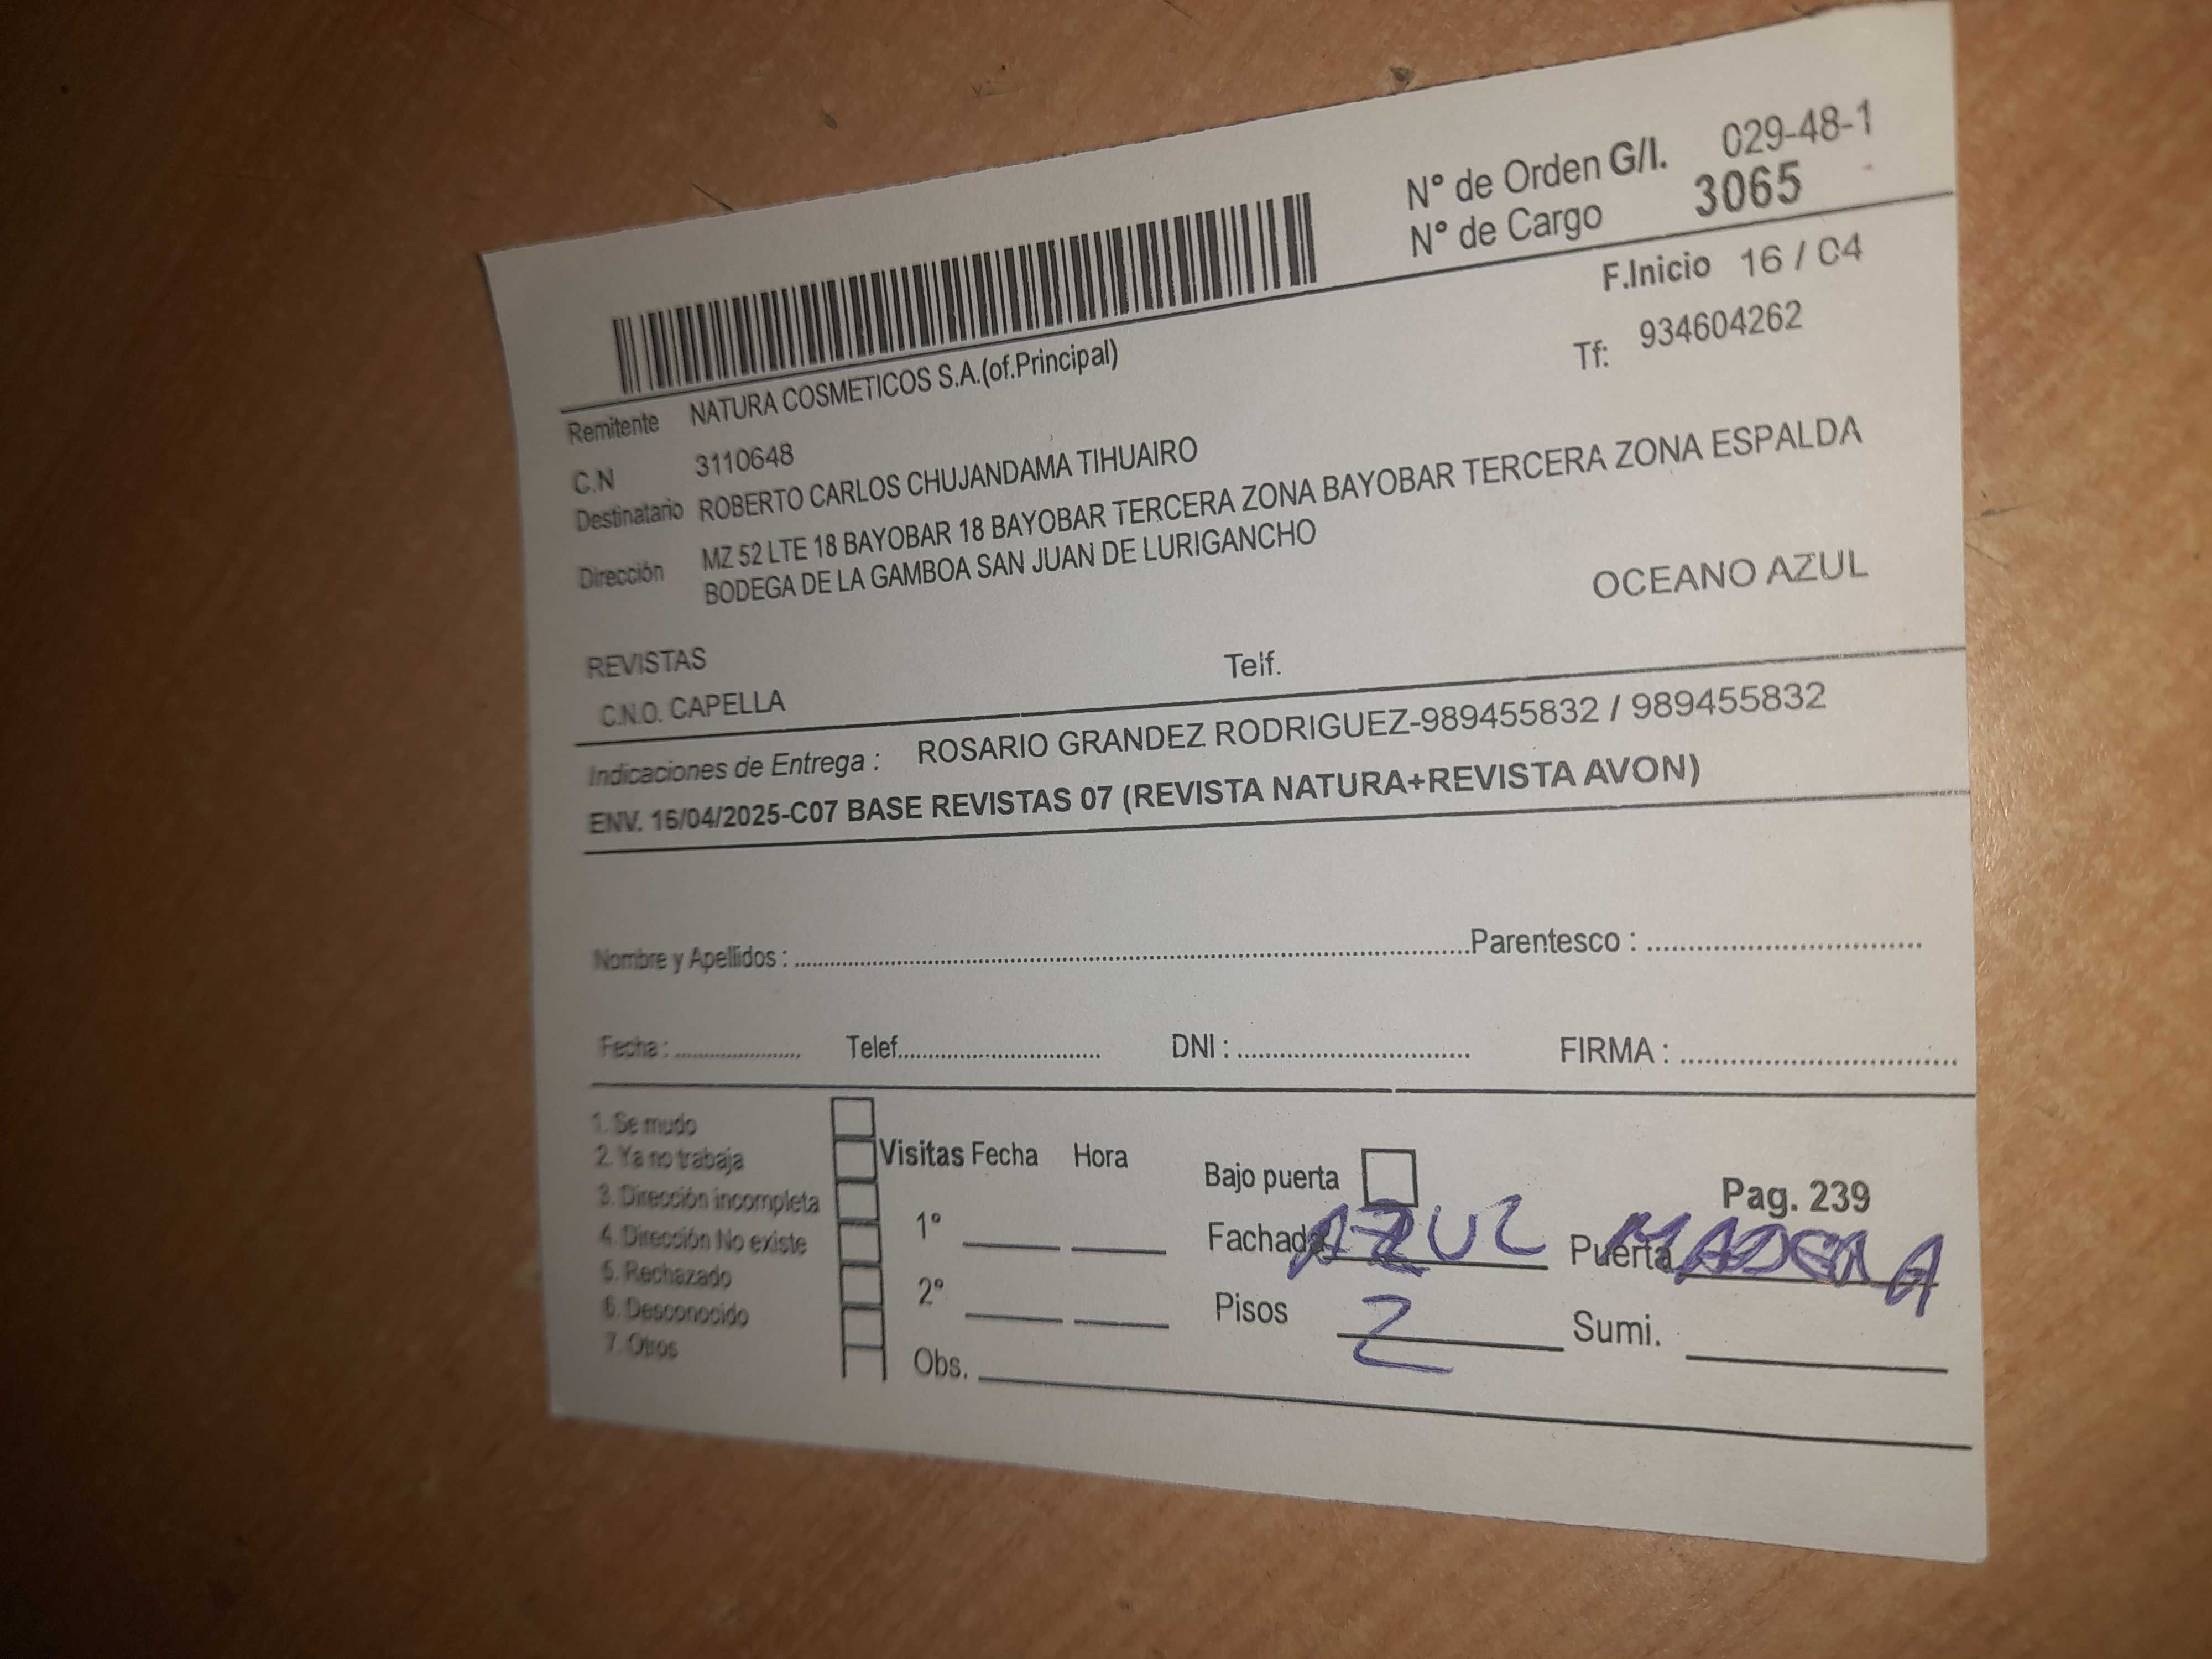 N° de Orden G/I. 029-48-1
N° de Cargo 3065
F.Inicio 16 / 04
Remitente NATURA COSMETICOS S.A.(of.Principal)
Tf: 934604262
C.N 3110648
Destinatario ROBERTO CARLOS CHUJANDAMA TIHUAIRO
Dirección MZ 52 LTE 18 BAYOBAR 18 BAYOBAR TERCERA ZONA BAYOBAR TERCERA ZONA ESPALDA
BODEGA DE LA GAMBOA SAN JUAN DE LURIGANCHO
OCEANO AZUL
REVISTAS
C.N.O. CAPELLA Telf.
Indicaciones de Entrega : ROSARIO GRANDEZ RODRIGUEZ-989455832 / 989455832
ENV. 16/04/2025-C07 BASE REVISTAS 07 (REVISTA NATURA+REVISTA AVON)
Nombre y Apellidos : Parentesco :
Fecha : Telef. DNI : FIRMA :
1. Se mudo
2. Ya no trabaja
3. Dirección incompleta
4. Dirección No existe
5. Rechazado
6. Desconocido
7. Otros
Visitas Fecha Hora
1°
2°
Obs.
Bajo puerta
Pag. 239
Fachada AZUL Puerta MADERA
Pisos 2 Sumi.